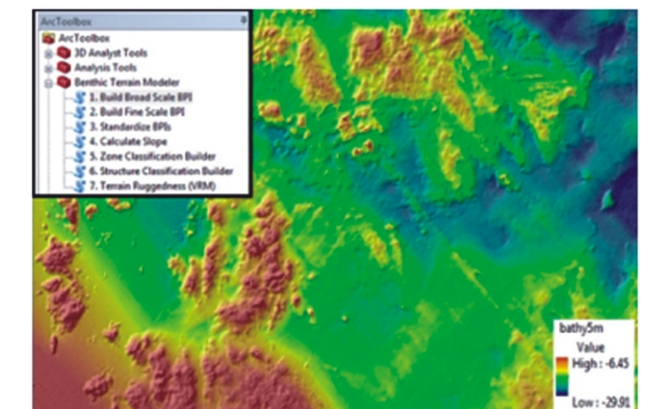 ArcToolbox
ArcToolbox
3D Analyst Tools
Analysis Tools
Benthic Terrain Modeler
1. Build Broad Scale BPI
2. Build Fine Scale BPI
3. Standardize BPIs
4. Calculate Slope
5. Zone Classification Builder
6. Structure Classification Builder
7. Terrain Ruggedness (VRM)
bathy5m
Value
High : -6.45
Low : -29.91